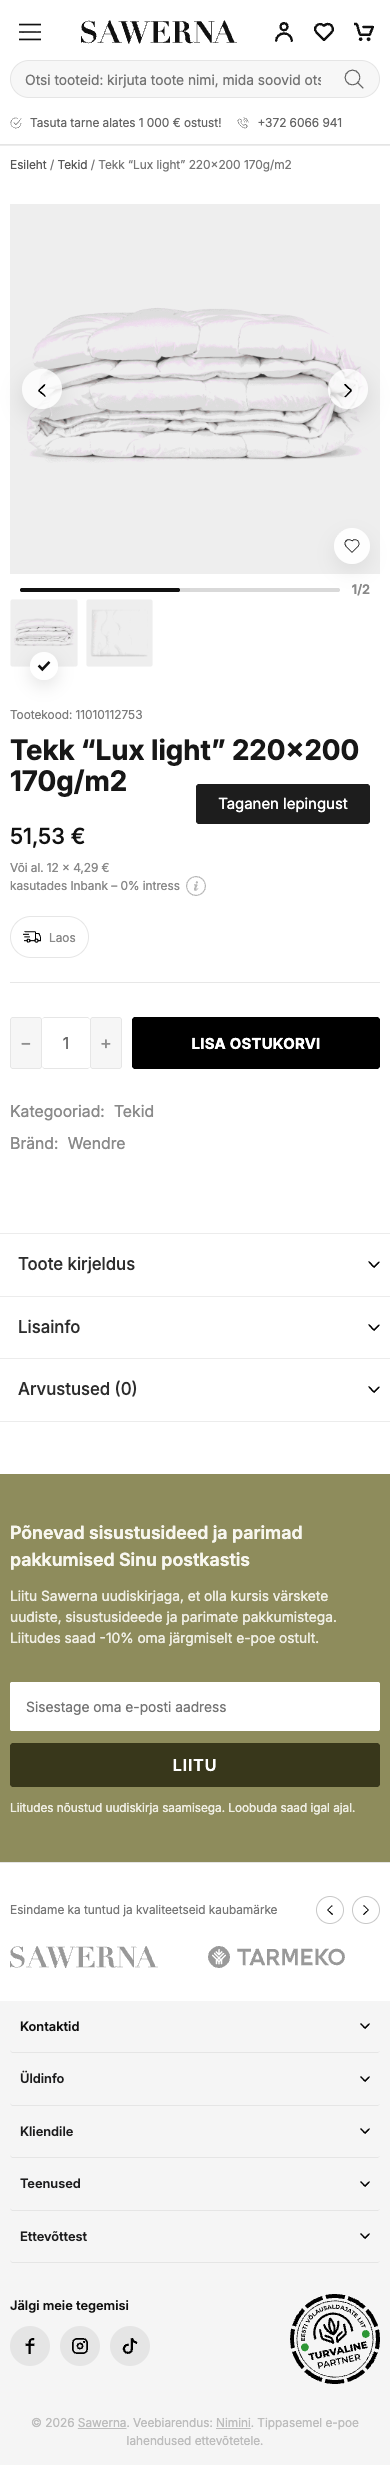 SAWERNA
Otsi tooteid: kirjuta toote nimi, mida soovid ots
Tasuta tarne alates 1 000 € ostust! +372 6066 941
Esileht / Tekid / Tekk “Lux light” 220×200 170g/m2
1/2
Tootekood: 11010112753
Tekk “Lux light” 220×200
170g/m2
Taganen lepingust
51,53 €
Või al. 12 × 4,29 €
kasutades Inbank – 0% intress i
Laos
− 1 + LISA OSTUKORVI
Kategooriad: Tekid
Bränd: Wendre
Toote kirjeldus
Lisainfo
Arvustused (0)
Põnevad sisustusideed ja parimad
pakkumised Sinu postkastis
Liitu Sawerna uudiskirjaga, et olla kursis värskete
uudiste, sisustusideede ja parimate pakkumistega.
Liitudes saad -10% oma järgmiselt e-poe ostult.
Sisestage oma e-posti aadress
LIITU
Liitudes nõustud uudiskirja saamisega. Loobuda saad igal ajal.
Esindame ka tuntud ja kvaliteetseid kaubamärke
SAWERNA TARMEKO
Kontaktid
Üldinfo
Kliendile
Teenused
Ettevõttest
Jälgi meie tegemisi
EESTI VÕLAUSALDAJATE LIIT
TURVALINE
PARTNER
© 2026 Sawerna. Veebiarendus: Nimini. Tippasemel e-poe
lahendused ettevõtetele.